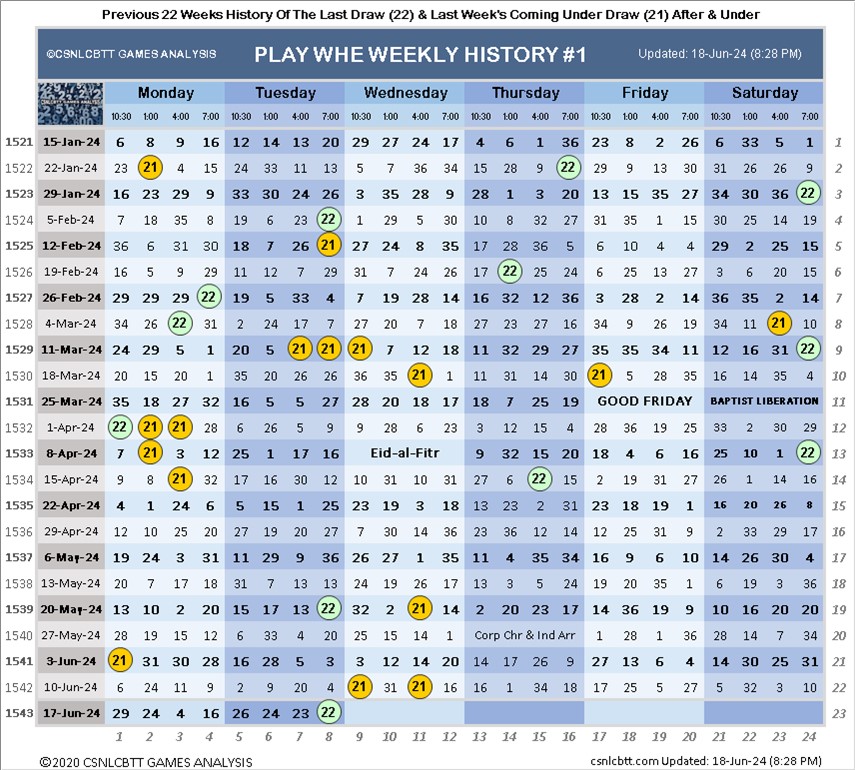 Previous 22 Weeks History Of The Last Draw (22) & Last Week's Coming Under Draw (21) After & Under
©CSNLCBTT GAMES ANALYSIS PLAY WHE WEEKLY HISTORY #1 Updated: 18-Jun-24 (8:28 PM)
CSNLCBTT GAMES ANALYSIS Monday Tuesday Wednesday Thursday Friday Saturday
10:30 1:00 4:00 7:00 10:30 1:00 4:00 7:00 10:30 1:00 4:00 7:00 10:30 1:00 4:00 7:00 10:30 1:00 4:00 7:00 10:30 1:00 4:00 7:00
1521 15-Jan-24 6 8 9 16 12 14 13 20 29 27 24 17 4 6 1 36 23 8 2 26 6 33 5 1 1
1522 22-Jan-24 23 21 4 15 24 33 11 13 5 7 36 34 15 28 9 22 29 9 13 30 31 26 26 9 2
1523 29-Jan-24 16 23 29 9 33 30 24 26 3 35 28 9 28 1 3 20 13 15 35 27 34 30 36 22 3
1524 5-Feb-24 7 18 35 8 19 6 23 22 1 29 5 30 10 8 32 27 31 35 1 15 30 25 14 19 4
1525 12-Feb-24 36 6 31 30 18 7 26 21 27 24 8 35 17 28 36 5 6 10 4 4 29 2 25 15 5
1526 19-Feb-24 16 5 9 29 11 12 7 29 31 7 24 26 14 22 25 24 6 25 13 27 3 6 20 15 6
1527 26-Feb-24 29 29 29 22 19 5 33 4 7 19 28 14 16 32 12 36 3 28 2 14 36 35 2 14 7
1528 4-Mar-24 34 26 22 31 2 24 17 7 27 20 7 18 27 23 23 22 34 9 26 19 34 11 21 10 8
1529 11-Mar-24 24 29 5 1 20 5 21 21 21 7 12 18 11 32 29 27 35 35 34 11 12 16 31 22 9
1530 18-Mar-24 20 15 20 1 35 20 26 26 36 35 21 1 11 31 14 30 21 5 28 35 16 14 35 4 10
1531 25-Mar-24 35 18 27 32 16 5 5 27 28 20 18 17 18 7 25 19 GOOD FRIDAY BAPTIST LIBERATION 11
1532 1-Apr-24 22 21 21 28 6 26 5 9 9 28 6 23 3 12 15 4 28 36 19 25 33 2 30 29 12
1533 8-Apr-24 7 21 3 12 25 1 17 16 Eid-al-Fitr 9 32 15 20 18 4 6 16 25 10 1 22 13
1534 15-Apr-24 9 8 21 32 17 16 30 12 10 31 10 31 27 6 22 15 2 19 31 27 26 1 14 16 14
1535 22-Apr-24 4 1 24 6 5 15 1 25 23 19 3 18 13 23 2 31 23 18 19 1 16 20 26 8 15
1536 29-Apr-24 12 10 25 20 27 19 20 27 7 30 14 36 23 36 12 14 12 25 31 9 2 33 29 17 16
1537 6-May-24 19 24 3 31 11 9 9 36 26 27 1 35 11 4 35 34 16 9 6 10 14 26 30 4 17
1538 13-May-24 20 7 17 18 31 7 13 13 24 19 26 17 13 3 5 24 19 20 35 1 6 19 3 36 18
1539 20-May-24 13 10 2 20 15 17 13 22 32 2 21 14 2 20 23 17 14 36 19 9 10 16 20 20 19
1540 27-May-24 28 19 15 12 6 33 4 20 25 15 14 1 Corp Chr & Ind Arr 1 28 1 36 28 14 7 34 20
1541 3-Jun-24 21 31 30 28 16 28 5 3 3 12 14 20 14 17 26 9 27 13 6 4 14 30 25 31 21
1542 10-Jun-24 6 24 11 9 2 9 20 4 21 31 21 16 16 1 34 18 17 25 5 27 5 32 3 10 22
1543 17-Jun-24 29 24 4 16 26 24 23 22 23
1 2 3 4 5 6 7 8 9 10 11 12 13 14 15 16 17 18 19 20 21 22 23 24
©2020 CSNLCBTT GAMES ANALYSIS csnlcbtt.com Updated: 18-Jun-24 (8:28 PM)